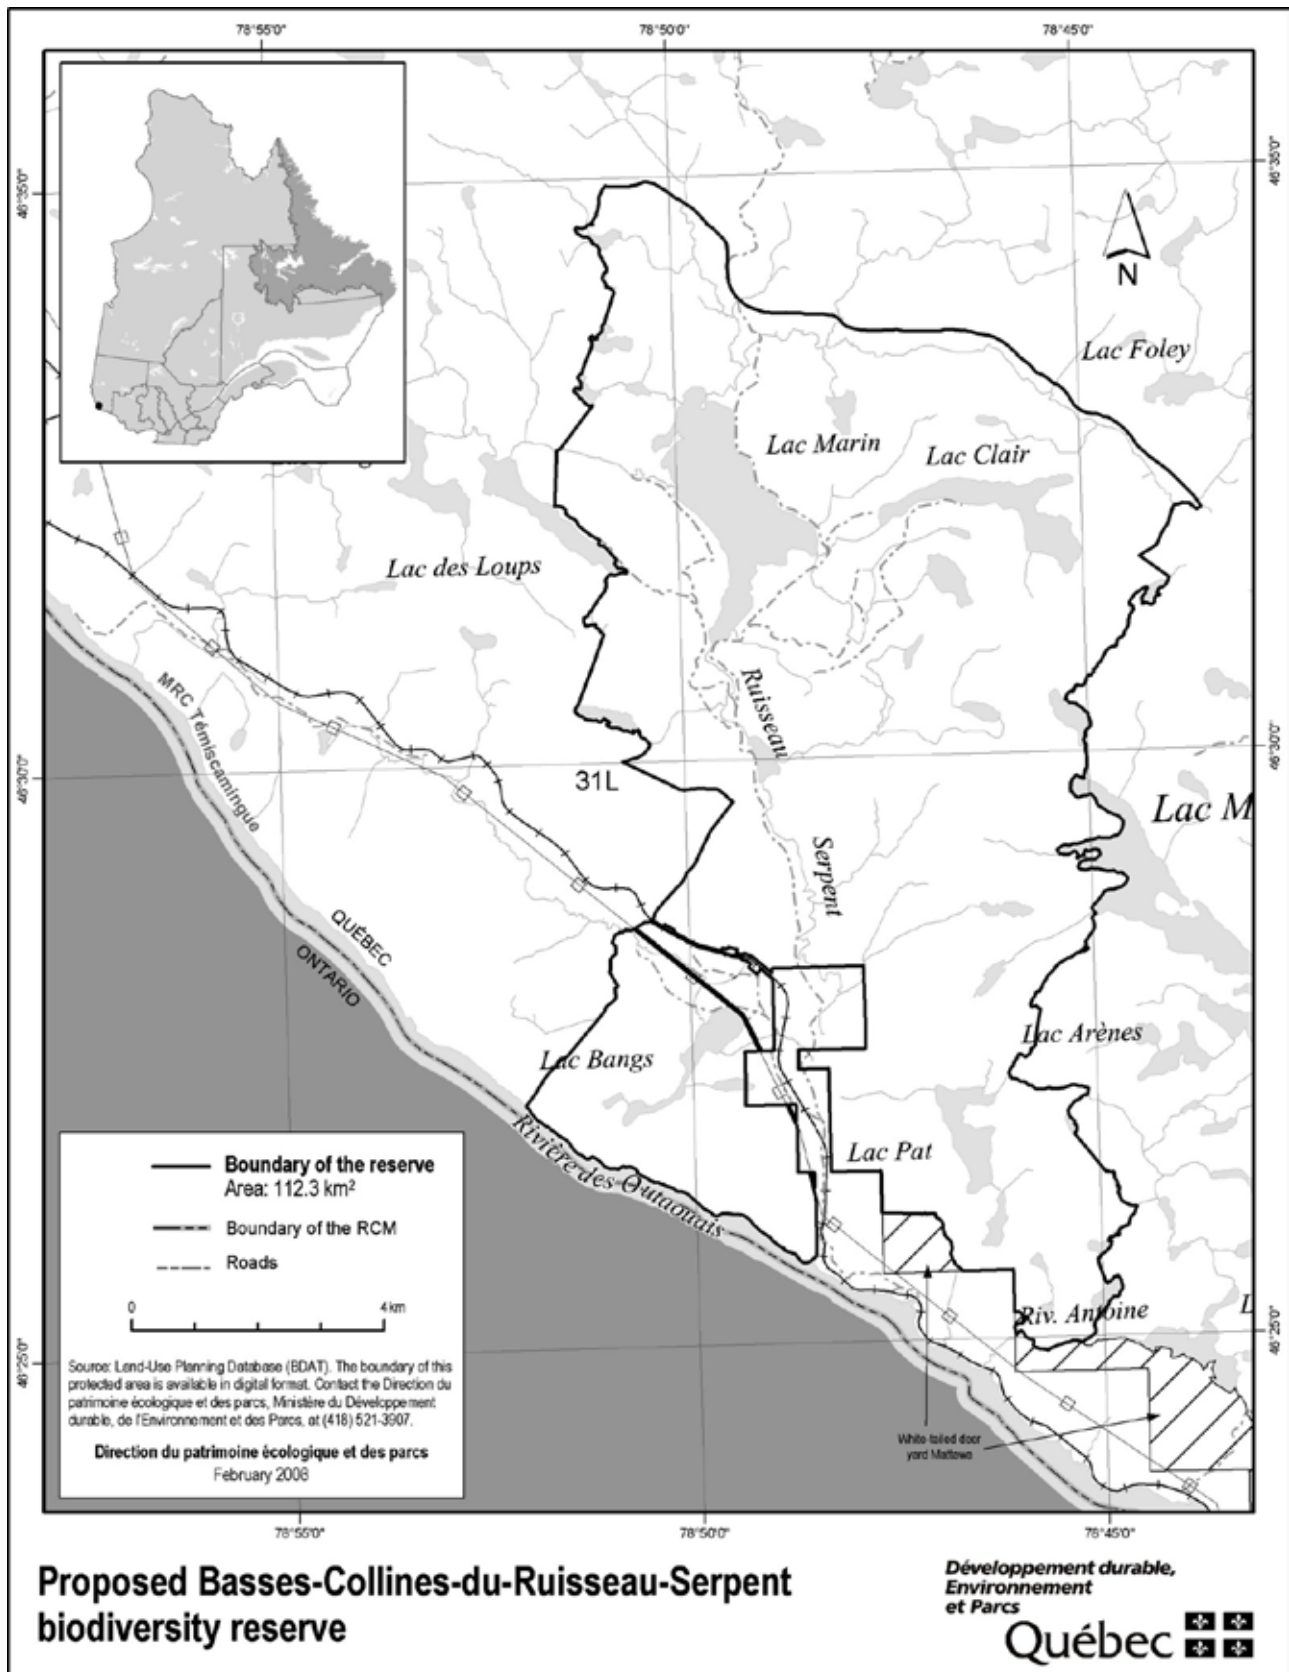 78°55'0" 78°50'0" 78°45'0"
46°35'0" 46°35'0"
N
Lac Foley
Lac Marin
Lac Clair
Lac des Loups
MRC Témiscamingue
Ruisseau
46°30'0" 46°30'0"
31L
Lac M
Serpent
QUÉBEC
ONTARIO
Lac Arènes
Lac Bangs
Rivière des Outaouais
Lac Pat
Boundary of the reserve
Area: 112.3 km²
Boundary of the RCM
Roads
0 4 km
Riv. Antoine
L
46°25'0" 46°25'0"
Source: Land-Use Planning Database (BDAT). The boundary of this
protected area is available in digital format. Contact the Direction du
patrimoine écologique et des parcs, Ministère du Développement
durable, de l'Environnement et des Parcs, at (418) 521-3907.
Direction du patrimoine écologique et des parcs
February 2008
White-tailed deer
yard Mattawa
78°55'0" 78°50'0" 78°45'0"
Proposed Basses-Collines-du-Ruisseau-Serpent
biodiversity reserve
Développement durable,
Environnement
et Parcs
Québec